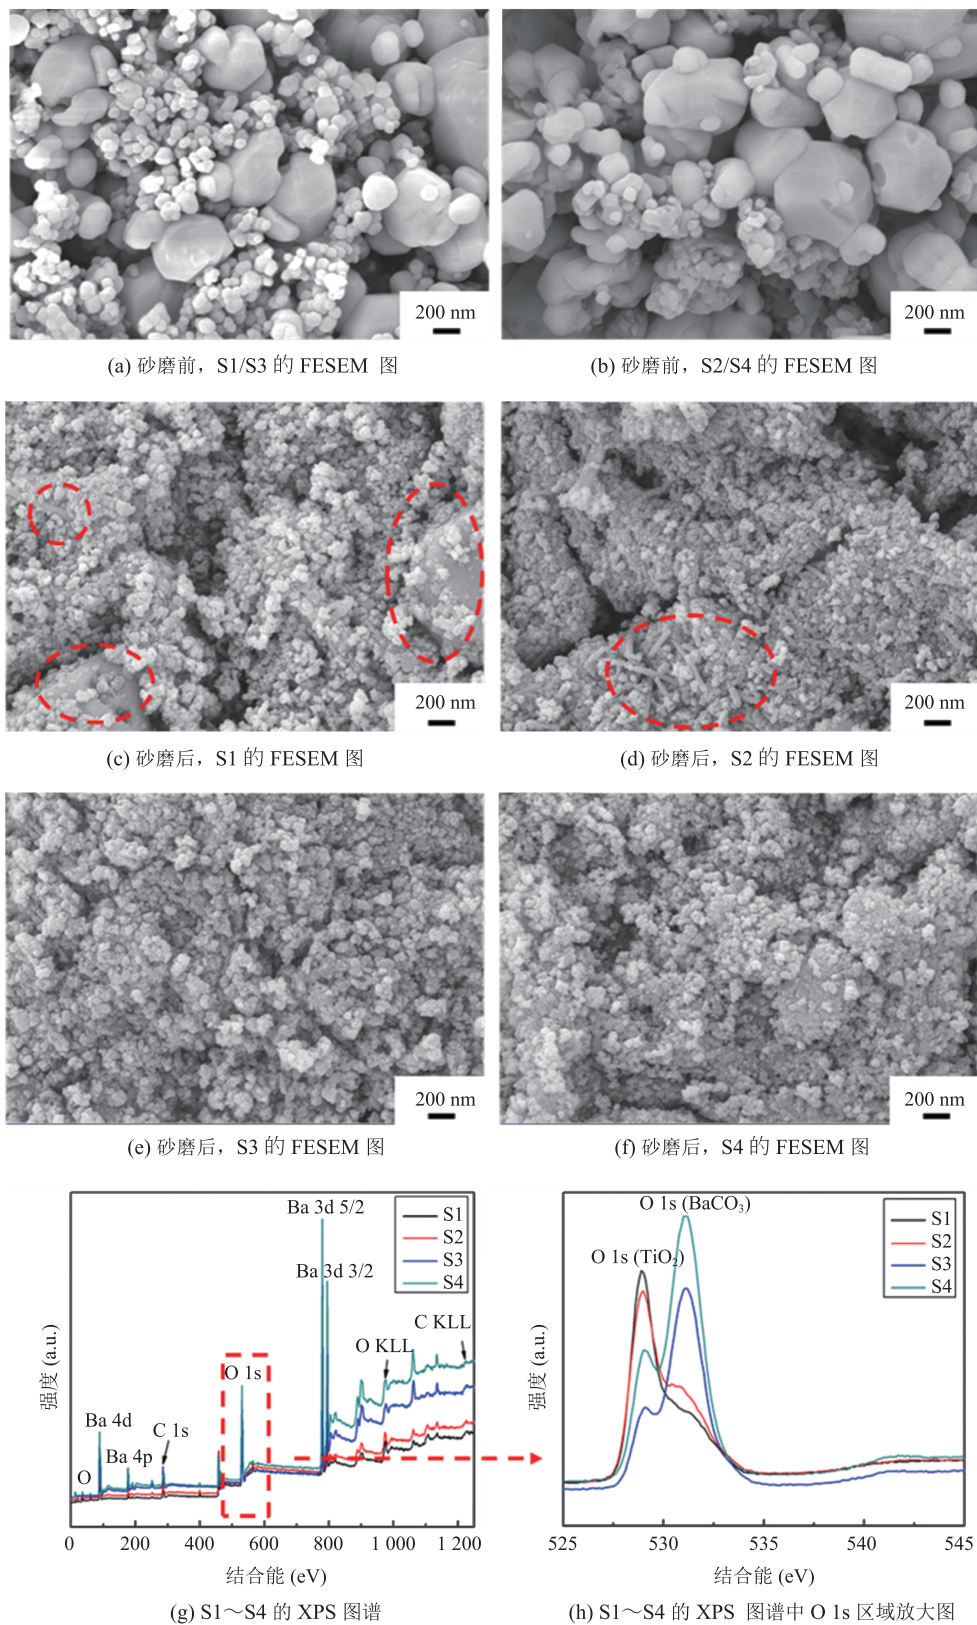 200 nm
200 nm
(a) 砂磨前，S1/S3 的 FESEM 图
(b) 砂磨前，S2/S4 的 FESEM 图
200 nm
200 nm
(c) 砂磨后，S1 的 FESEM 图
(d) 砂磨后，S2 的 FESEM 图
200 nm
200 nm
(e) 砂磨后，S3 的 FESEM 图
(f) 砂磨后，S4 的 FESEM 图
Ba 3d 5/2
Ba 3d 3/2
S1
S2
S3
S4
C KLL
O KLL
O 1s
Ba 4d
C 1s
Ba 4p
O
强度 (a.u.)
0
200
400
600
800
1 000
1 200
结合能 (eV)
(g) S1～S4 的 XPS 图谱
O 1s (BaCO₃)
O 1s (TiO₂)
S1
S2
S3
S4
强度 (a.u.)
525
530
535
540
545
结合能 (eV)
(h) S1～S4 的 XPS 图谱中 O 1s 区域放大图